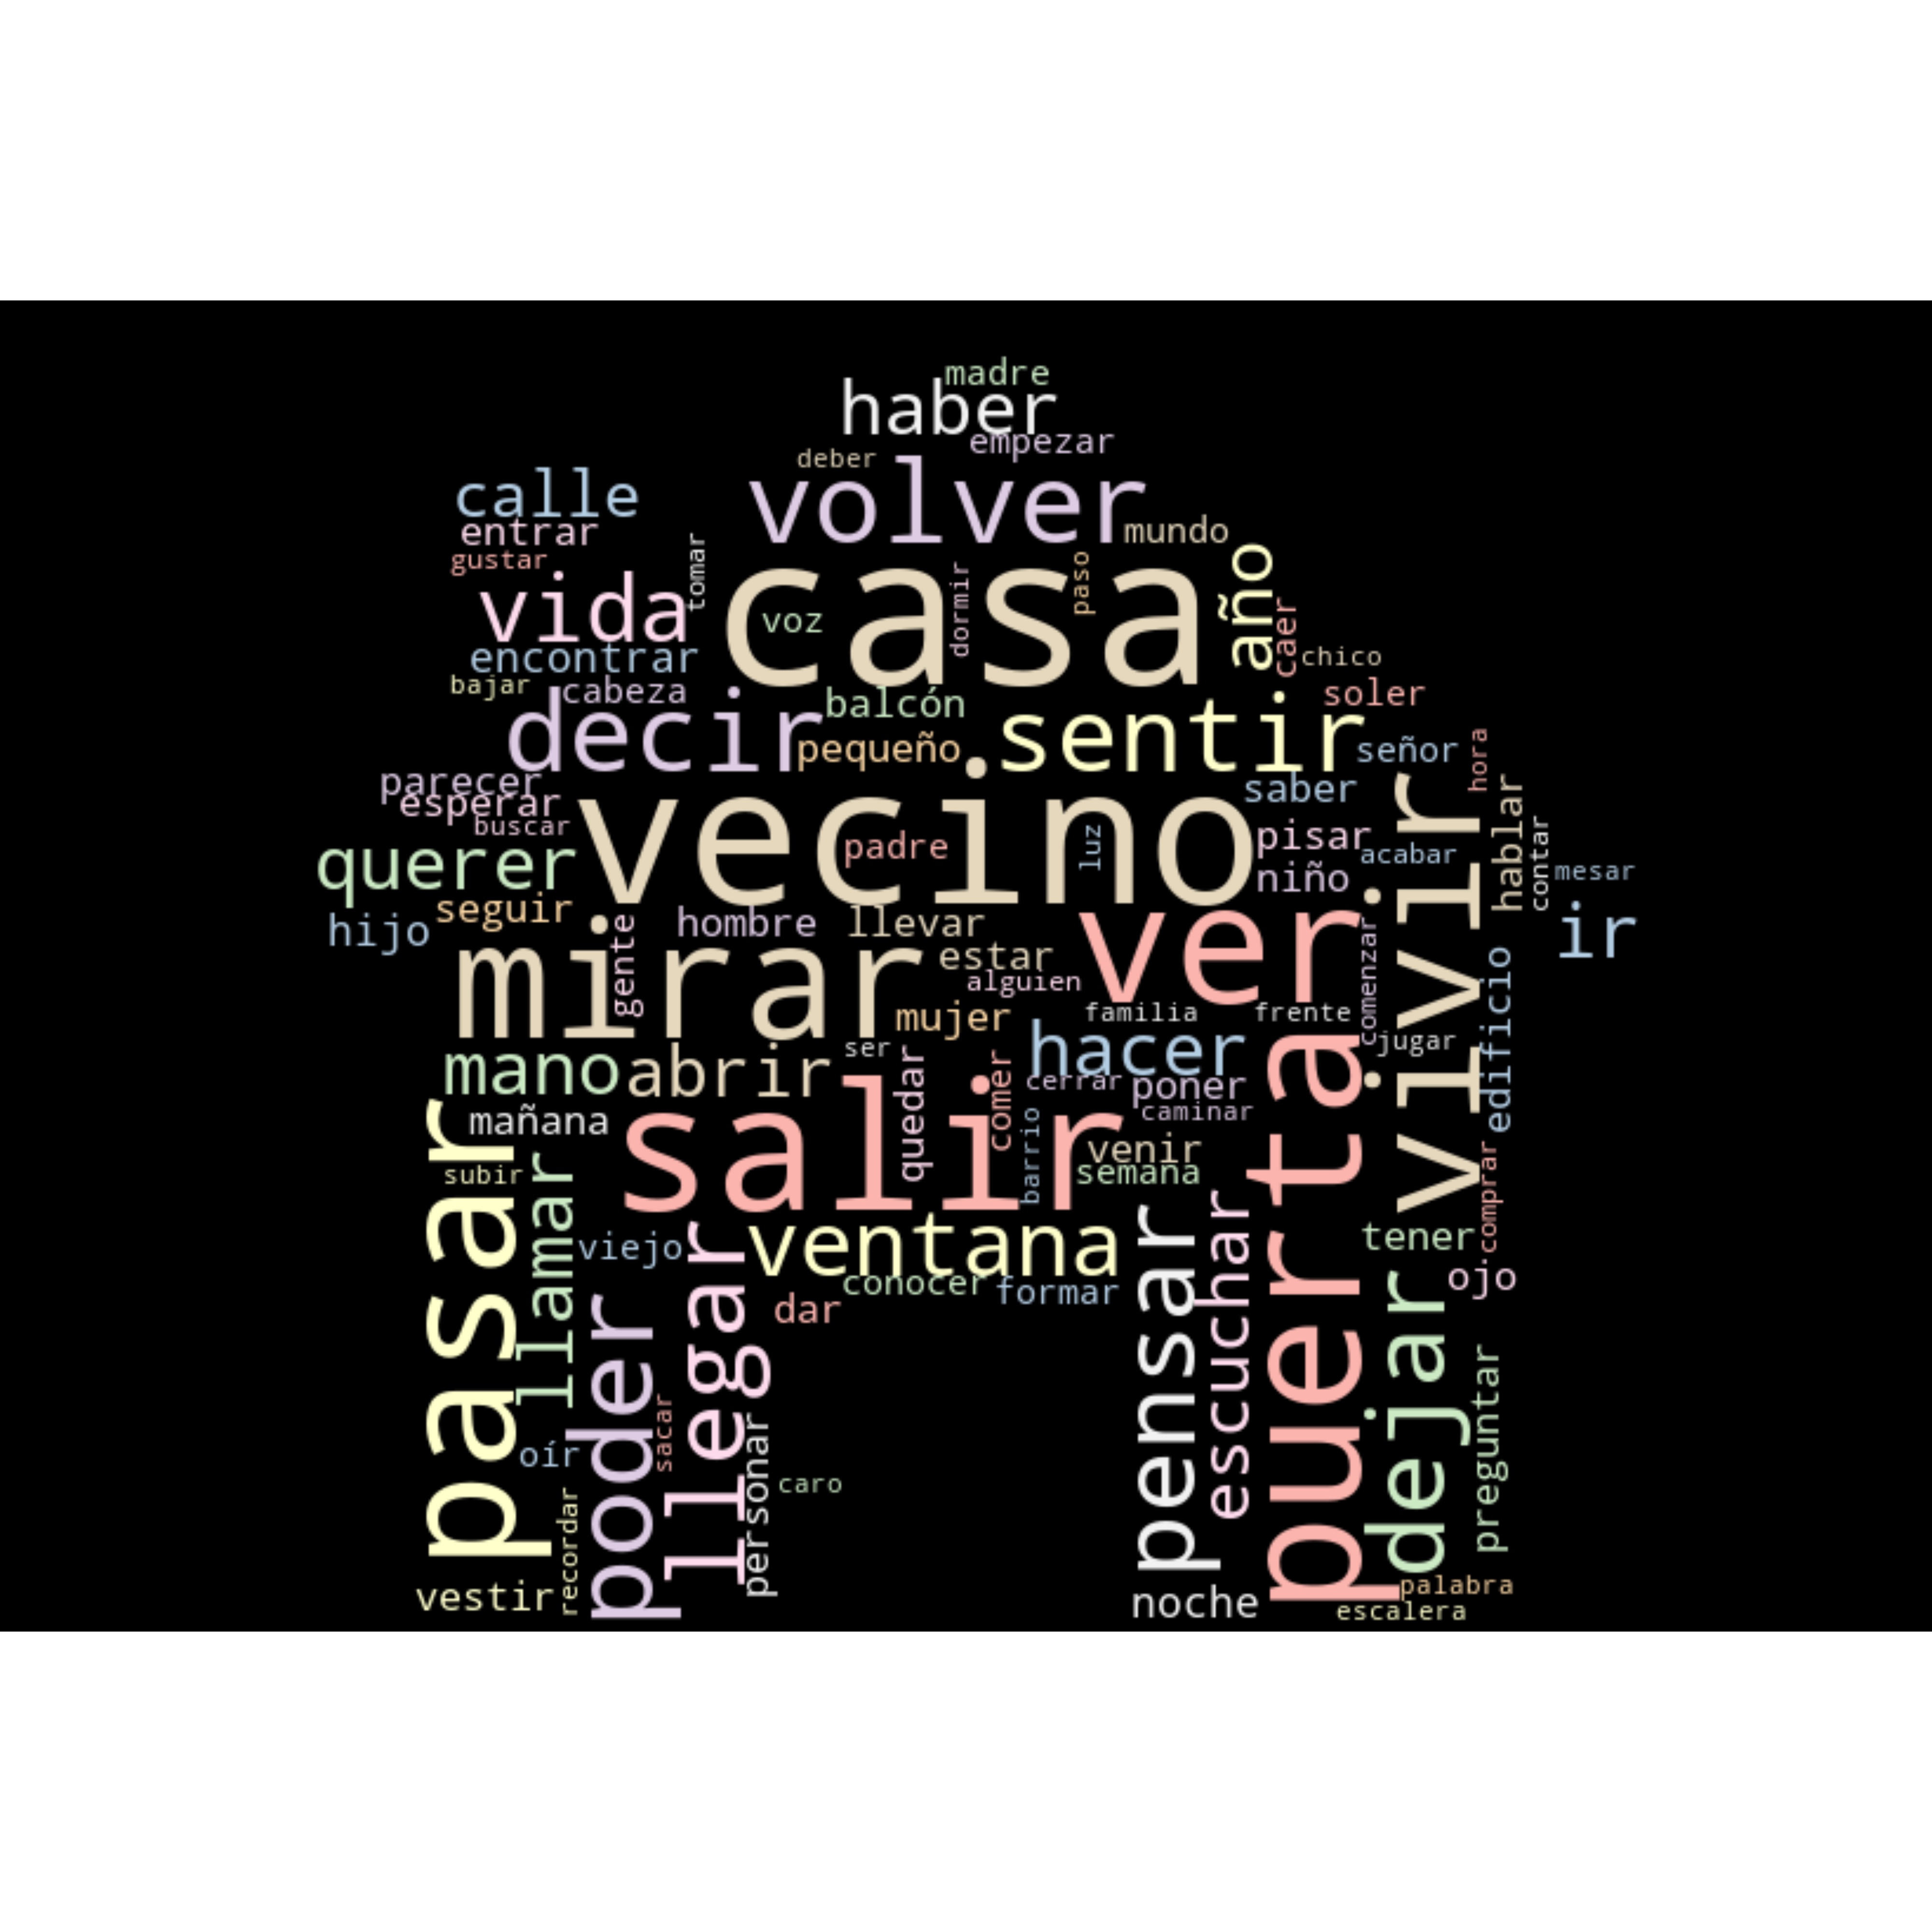 madre
haber
empezar
deber
calle
volver
entrar
mundo
gustar
tomar
casa
paso
dormir
año
vida
voz
caer
encontrar
chico
bajar
cabeza
balcón
soler
decir
sentir
pequeño
señor
hora
parecer
esperar
saber
vivir
hablar
buscar
vecino
padre
luz
pisar
acabar
contar
querer
niño
mesar
seguir
hijo
gente
hombre
llevar
ver
comenzar
ir
mirar
estar
alguien
edificio
mujer
familia
frente
mano
abrir
ser
hacer
jugar
quedar
comer
cerrar
poner
pasar
mañana
salir
barrio
caminar
puerta
venir
subir
semana
comprar
llamar
viejo
llegar
ventana
pensar
escuchar
tener
conocer
formar
dejar
ojo
poder
dar
preguntar
oír
sacar
personar
caro
recordar
vestir
noche
palabra
escalera